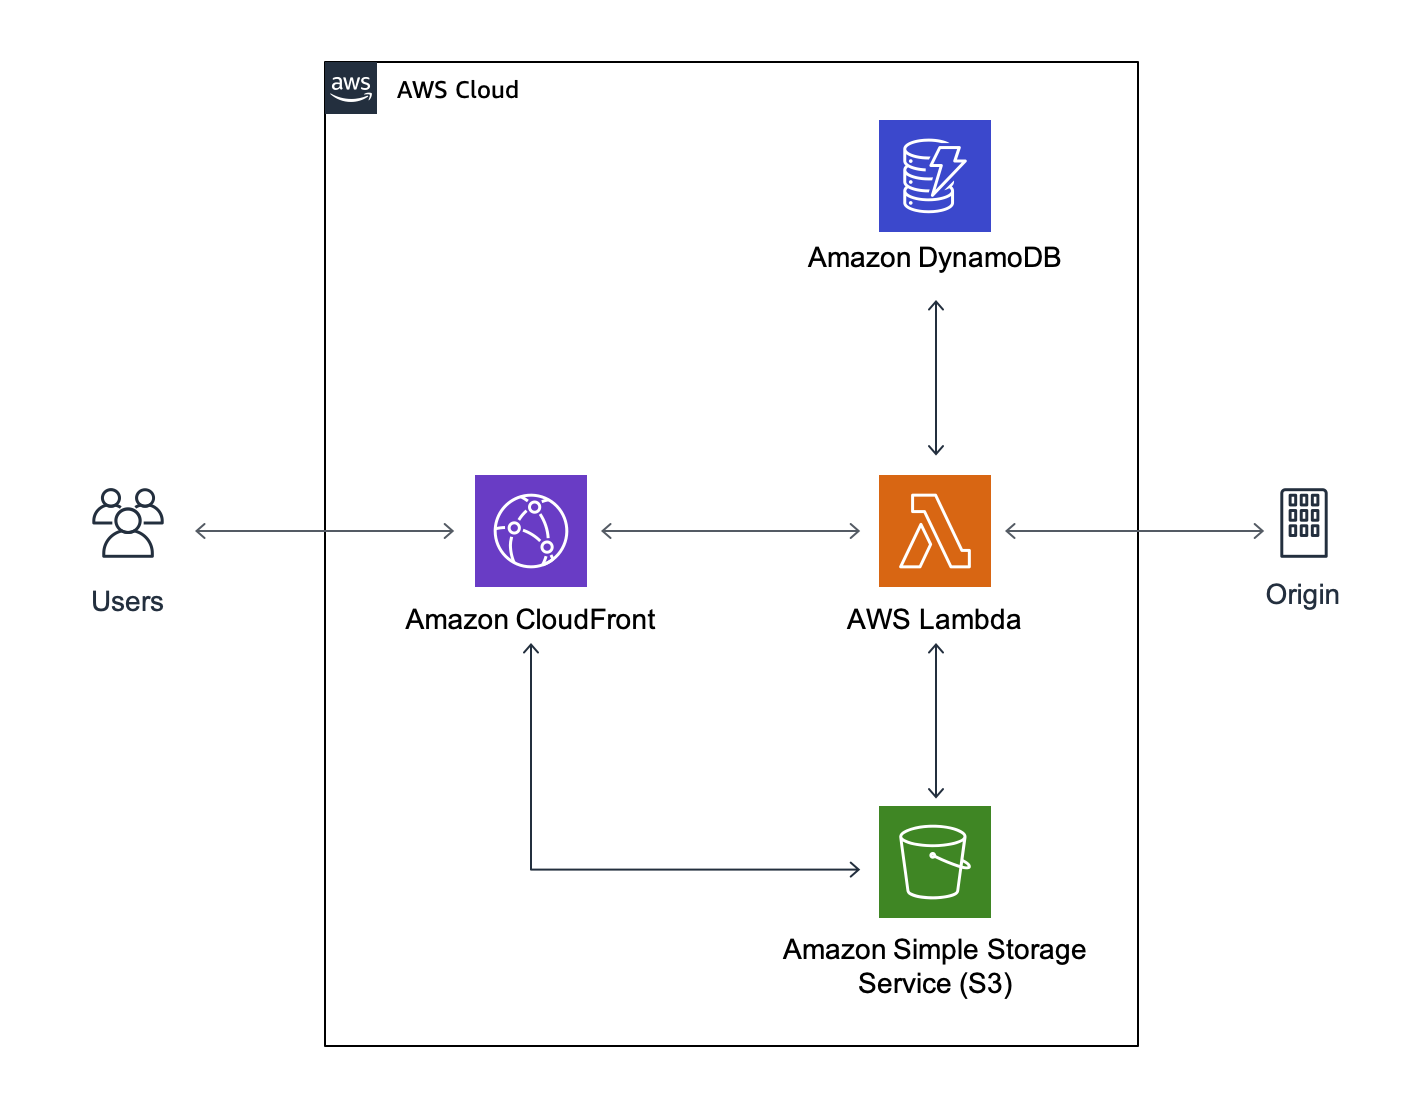 aws
AWS Cloud
Amazon DynamoDB
Users
Amazon CloudFront
AWS Lambda
Origin
Amazon Simple Storage
Service (S3)